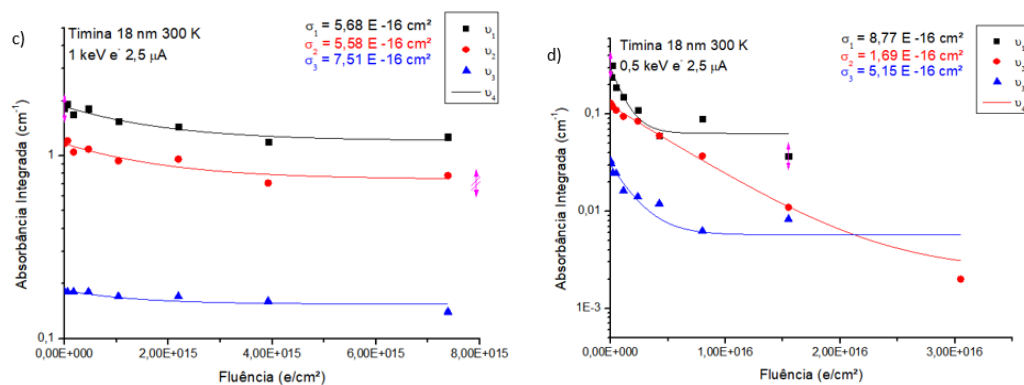 c)
Timina 18 nm 300 K
1 keV e⁻ 2,5 µA
σ₁ = 5,68 E -16 cm²
σ₂ = 5,58 E -16 cm²
σ₃ = 7,51 E -16 cm²
υ₁
υ₂
υ₃
υ₄
Absorbância Integrada (cm⁻¹)
1
0,1
0,00E+000
2,00E+015
4,00E+015
6,00E+015
8,00E+015
Fluência (e/cm²)
d)
Timina 18 nm 300 K
0,5 keV e⁻ 2,5 µA
σ₁ = 8,77 E -16 cm²
σ₂ = 1,69 E -16 cm²
σ₃ = 5,15 E -16 cm²
Absorbância Integrada (cm⁻¹)
0,1
0,01
1E-3
0,00E+000
1,00E+016
2,00E+016
3,00E+016
Fluência (e/cm²)